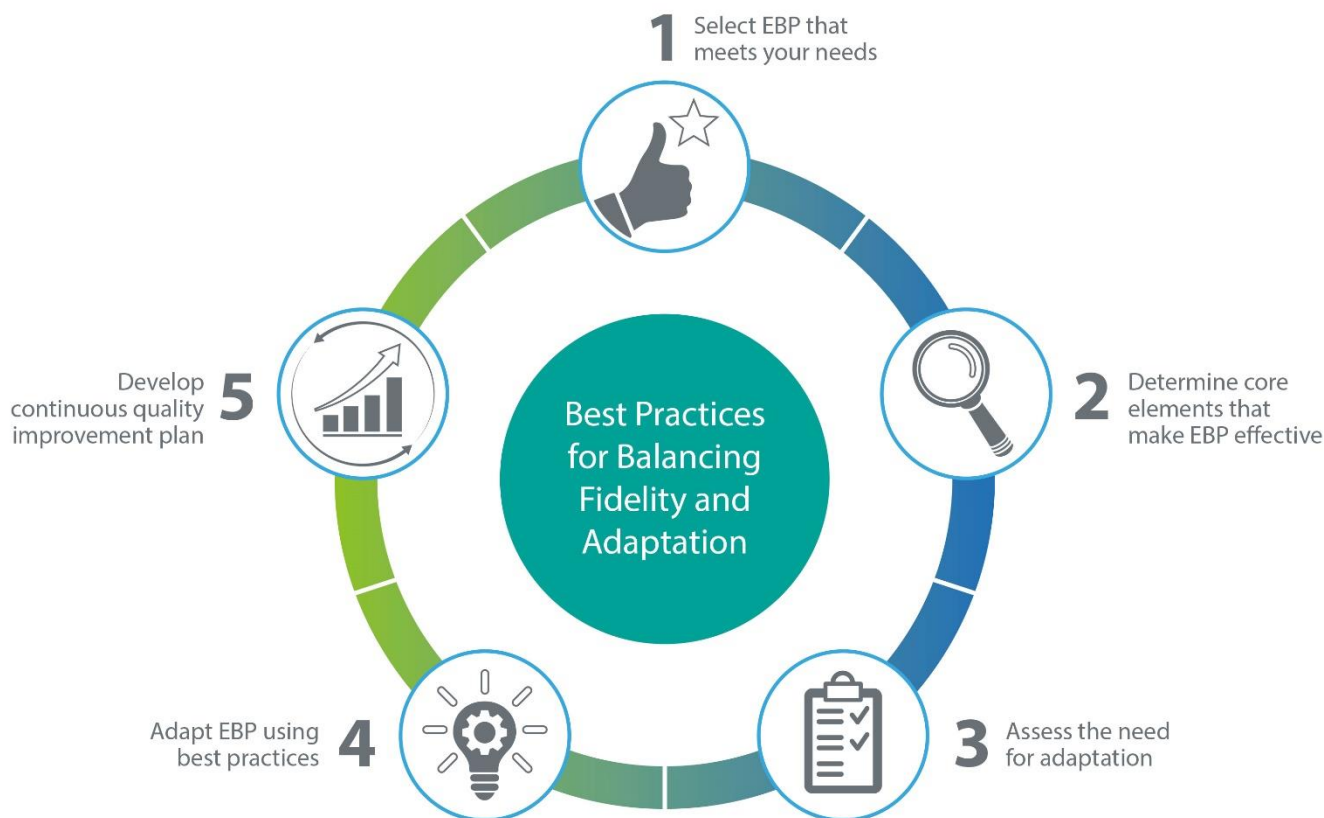 1
Select EBP that
meets your needs
2
Determine core
elements that
make EBP effective
3
Assess the need
for adaptation
4
Adapt EBP using
best practices
5
Develop
continuous quality
improvement plan
Best Practices
for Balancing
Fidelity and
Adaptation